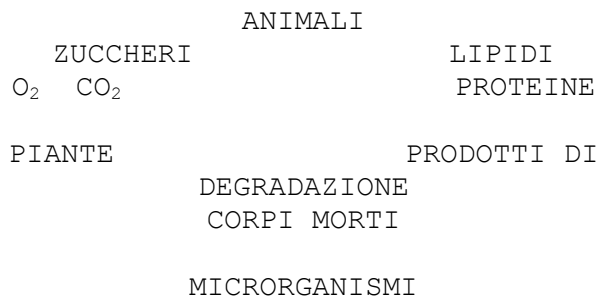 ANIMALI
ZUCCHERI LIPIDI
O₂ CO₂ PROTEINE
PIANTE PRODOTTI DI
DEGRADAZIONE
CORPI MORTI
MICRORGANISMI